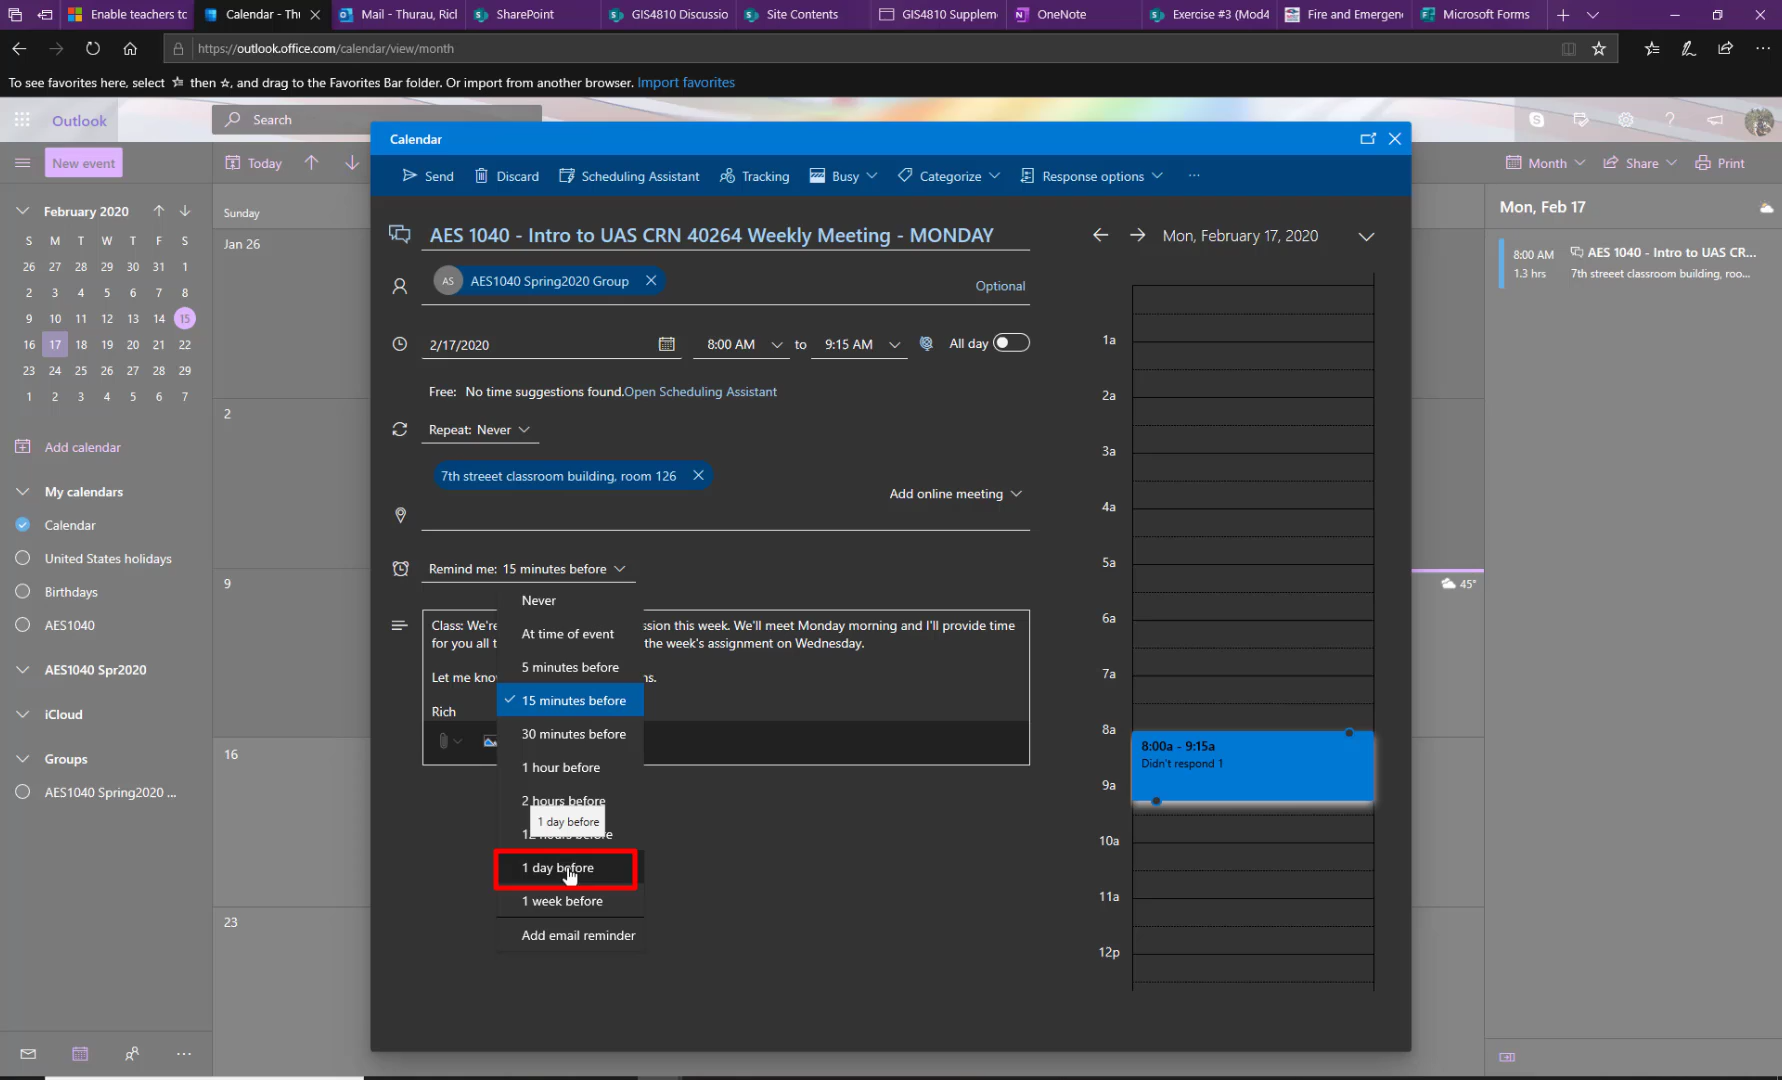 Enable teachers to
Calendar - Thu
Mail - Thurau, Ricl
SharePoint
GIS4810 Discussio
Site Contents
GIS4810 Supplem
OneNote
Exercise #3 (Mod4
Fire and Emergen
Microsoft Forms
https://outlook.office.com/calendar/view/month
To see favorites here, select then ☆, and drag to the Favorites Bar folder. Or import from another browser. Import favorites
Outlook
Search
New event
Today
Month
Share
Print
February 2020
S M T W T F S
26 27 28 29 30 31 1
2 3 4 5 6 7 8
9 10 11 12 13 14 15
16 17 18 19 20 21 22
23 24 25 26 27 28 29
1 2 3 4 5 6 7
Add calendar
My calendars
Calendar
United States holidays
Birthdays
AES1040
AES1040 Spr2020
iCloud
Groups
AES1040 Spring2020 ...
Sunday
Jan 26
2
9
16
23
Calendar
Send
Discard
Scheduling Assistant
Tracking
Busy
Categorize
Response options
AES 1040 - Intro to UAS CRN 40264 Weekly Meeting - MONDAY
AS AES1040 Spring2020 Group
Optional
2/17/2020
8:00 AM to 9:15 AM
All day
Free: No time suggestions found.Open Scheduling Assistant
Repeat: Never
7th streeet classroom building, room 126
Add online meeting
Remind me: 15 minutes before
Never
At time of event
5 minutes before
15 minutes before
30 minutes before
1 hour before
2 hours before
1 day before
12 hours before
1 day before
1 week before
Add email reminder
Class: We're ssion this week. We'll meet Monday morning and I'll provide time
for you all t the week's assignment on Wednesday.
Let me know ns.
Rich
Mon, February 17, 2020
1a
2a
3a
4a
5a
6a
7a
8a
8:00a - 9:15a
Didn't respond 1
9a
10a
11a
12p
45°
Mon, Feb 17
8:00 AM AES 1040 - Intro to UAS CR...
1.3 hrs 7th streeet classroom building, roo...